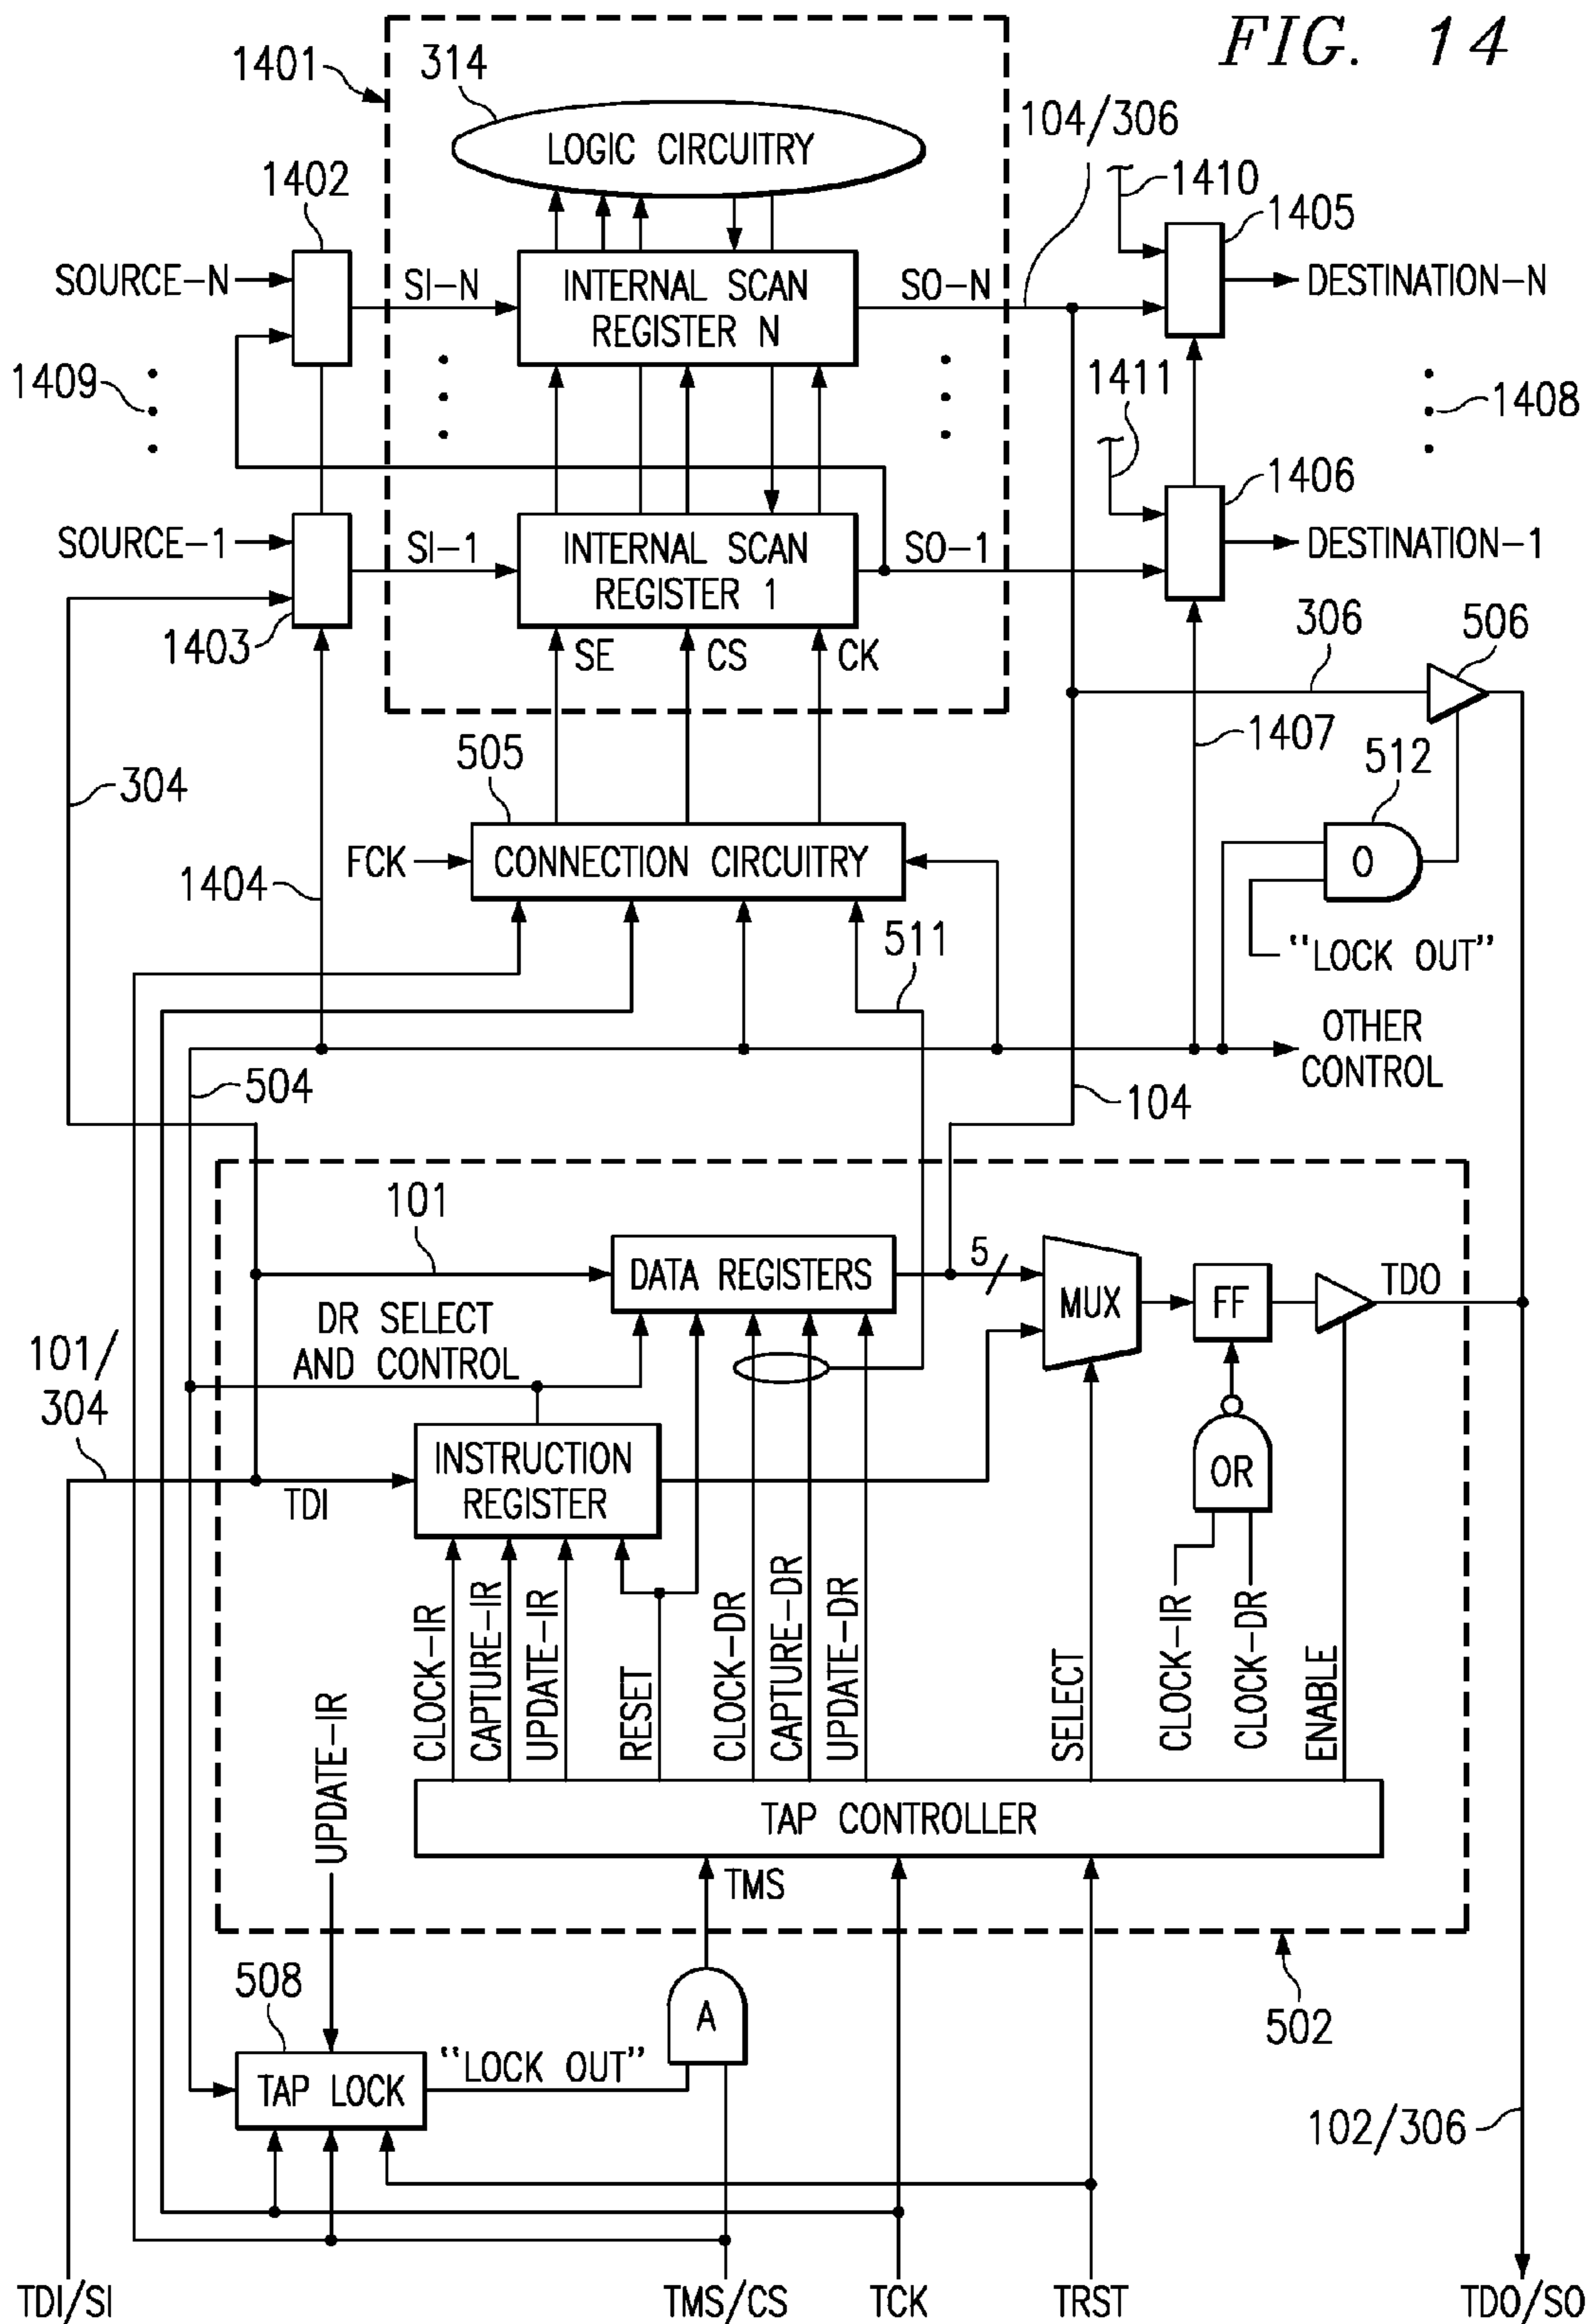 FIG. 14
1401
314
LOGIC CIRCUITRY
104/306
1402
1410
1405
SOURCE-N
SI-N
INTERNAL SCAN
REGISTER N
SO-N
DESTINATION-N
1409
1411
1408
1406
SOURCE-1
SI-1
INTERNAL SCAN
REGISTER 1
SO-1
DESTINATION-1
1403
SE
CS
CK
306
506
304
505
1407
512
FCK
CONNECTION CIRCUITRY
O
1404
511
"LOCK OUT"
OTHER
CONTROL
504
104
101
DATA REGISTERS
5
MUX
FF
TDO
DR SELECT
AND CONTROL
101/
304
INSTRUCTION
REGISTER
OR
TDI
CLOCK-IR
CAPTURE-IR
UPDATE-IR
RESET
CLOCK-DR
CAPTURE-DR
UPDATE-DR
SELECT
CLOCK-IR
CLOCK-DR
ENABLE
UPDATE-IR
TAP CONTROLLER
TMS
508
A
502
TAP LOCK
"LOCK OUT"
102/306
TDI/SI
TMS/CS
TCK
TRST
TDO/SO